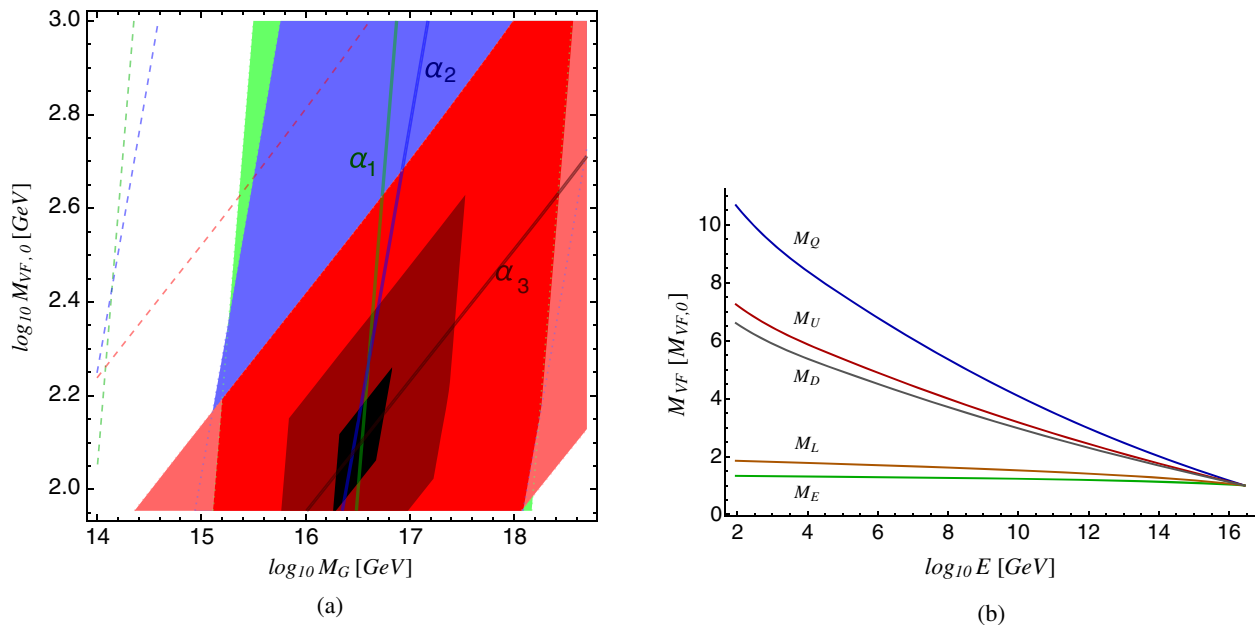 3.0
2.8
2.6
2.4
2.2
2.0
log10 MVF, 0 [GeV]
α1
α2
α3
14 15 16 17 18
log10 MG [GeV]
(a)
10
8
6
4
2
0
MVF [MVF,0]
MQ
MU
MD
ML
ME
2 4 6 8 10 12 14 16
log10 E [GeV]
(b)